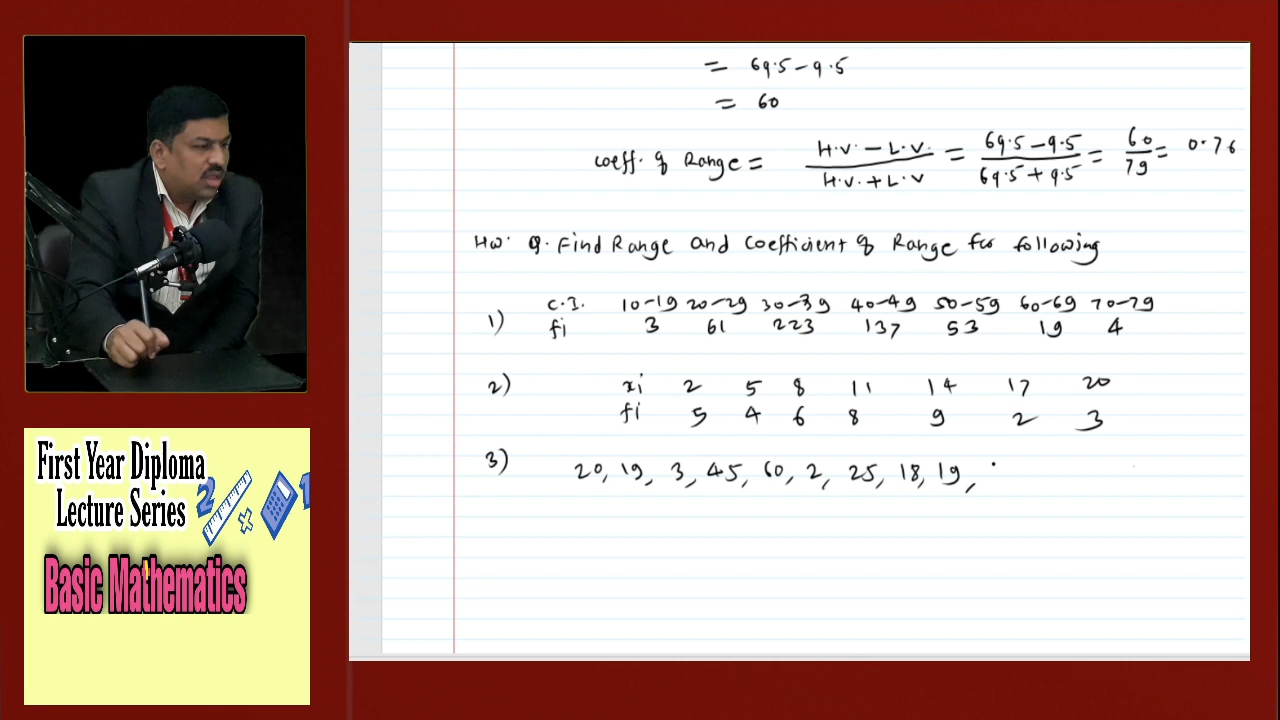 = 69.5 - 9.5
= 60
Coeff. of Range = H.V. - L.V. / H.V. + L.V = 69.5 - 9.5 / 69.5 + 9.5 = 60 / 79 = 0.76
HW. Q. Find Range and Coefficient of Range for following
1) C.I. 10-19 20-29 30-39 40-49 50-59 60-69 70-79
fi 3 61 223 137 53 19 4
2) xi 2 5 8 11 14 17 20
fi 5 4 6 8 9 2 3
3) 20, 19, 3, 45, 60, 2, 25, 18, 19,
First Year Diploma
Lecture Series
Basic Mathematics